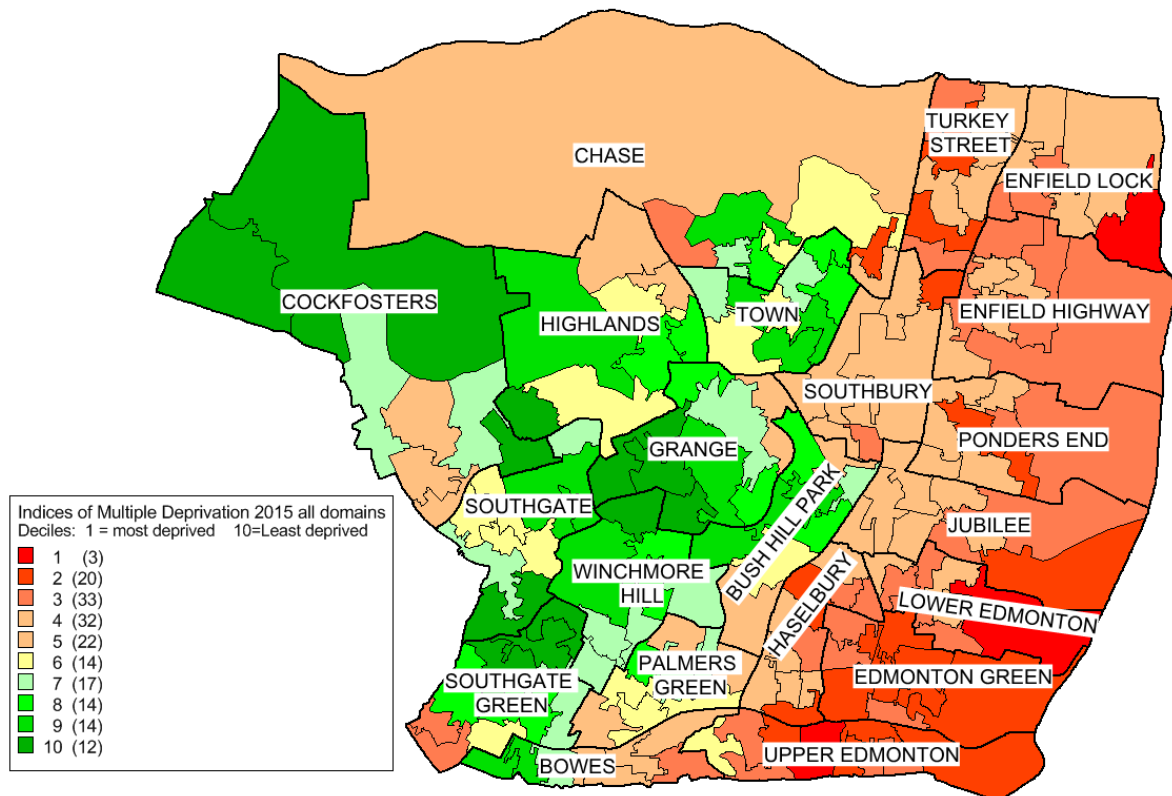 TURKEY
STREET
CHASE
ENFIELD LOCK
COCKFOSTERS
HIGHLANDS
TOWN
ENFIELD HIGHWAY
SOUTHBURY
GRANGE
PONDERS END
BUSH HILL PARK
SOUTHGATE
JUBILEE
WINCHMORE
HILL
HASELBURY
LOWER EDMONTON
PALMERS
GREEN
EDMONTON GREEN
SOUTHGATE
GREEN
UPPER EDMONTON
BOWES
Indices of Multiple Deprivation 2015 all domains
Deciles: 1 = most deprived 10=Least deprived
1 (3)
2 (20)
3 (33)
4 (32)
5 (22)
6 (14)
7 (17)
8 (14)
9 (14)
10 (12)